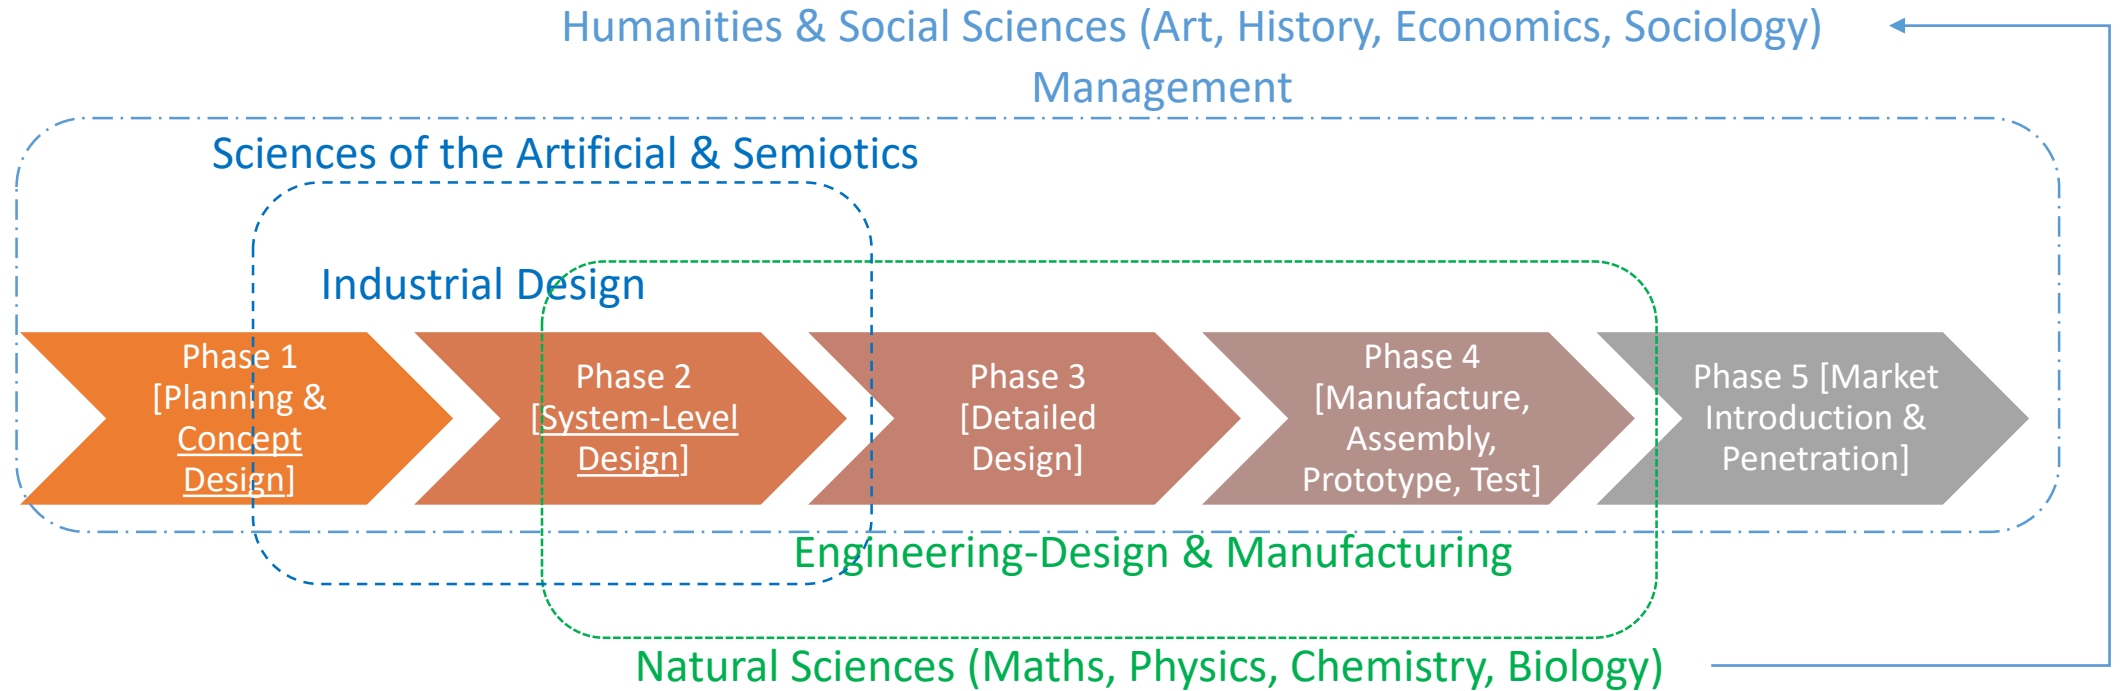 Humanities & Social Sciences (Art, History, Economics, Sociology)
Management
Sciences of the Artificial & Semiotics
Industrial Design
Phase 1
[Planning &
Concept
Design]
Phase 2
[System-Level
Design]
Phase 3
[Detailed
Design]
Phase 4
[Manufacture,
Assembly,
Prototype, Test]
Phase 5 [Market
Introduction &
Penetration]
Engineering-Design & Manufacturing
Natural Sciences (Maths, Physics, Chemistry, Biology)